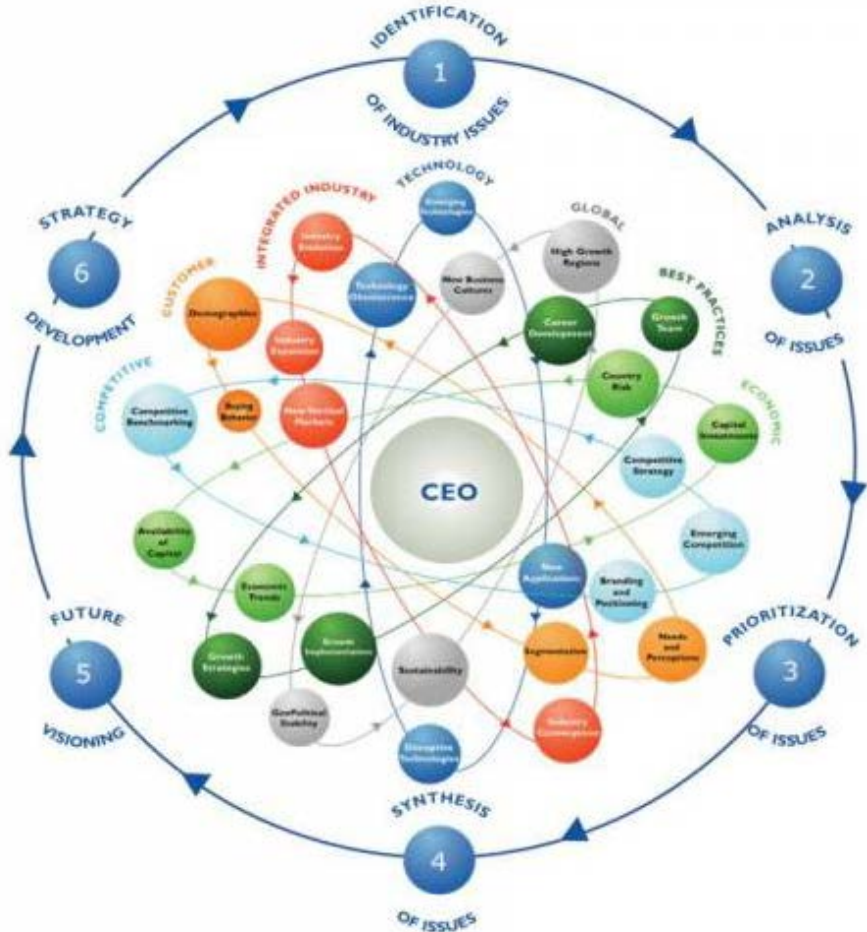 IDENTIFICATION
1
OF INDUSTRY ISSUES
ANALYSIS
2
OF ISSUES
PRIORITIZATION
3
OF ISSUES
SYNTHESIS
4
OF ISSUES
FUTURE
5
VISIONING
STRATEGY
6
DEVELOPMENT
TECHNOLOGY
Emerging
Technologies
Technology
Obsolescence
New
Applications
Disruptive
Technologies
INTEGRATED INDUSTRY
Industry
Evolution
Industry
Expansion
New Vertical
Markets
Industry
Convergence
GLOBAL
High Growth
Regions
New Business
Cultures
Sustainability
GeoPolitical
Stability
BEST PRACTICES
Career
Development
Growth
Team
Growth
Implementation
Growth
Strategies
CUSTOMER
Demographics
Buying
Behavior
Segmentation
Needs
and
Perceptions
ECONOMIC
Country
Risk
Capital
Investments
Availability
of
Capital
Economic
Trends
COMPETITIVE
Competitive
Benchmarking
Competitive
Strategy
Emerging
Competition
Branding
and
Positioning
CEO